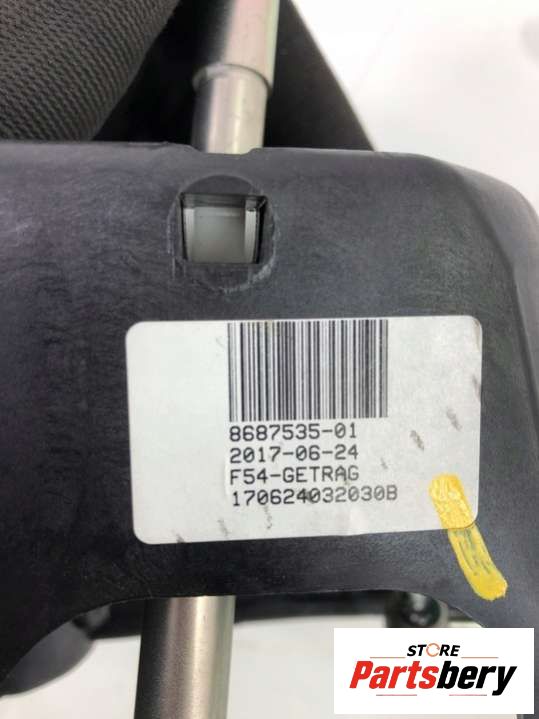 8687535-01
2017-06-24
F54-GETRAG
170624032030B
STORE
Partsbery